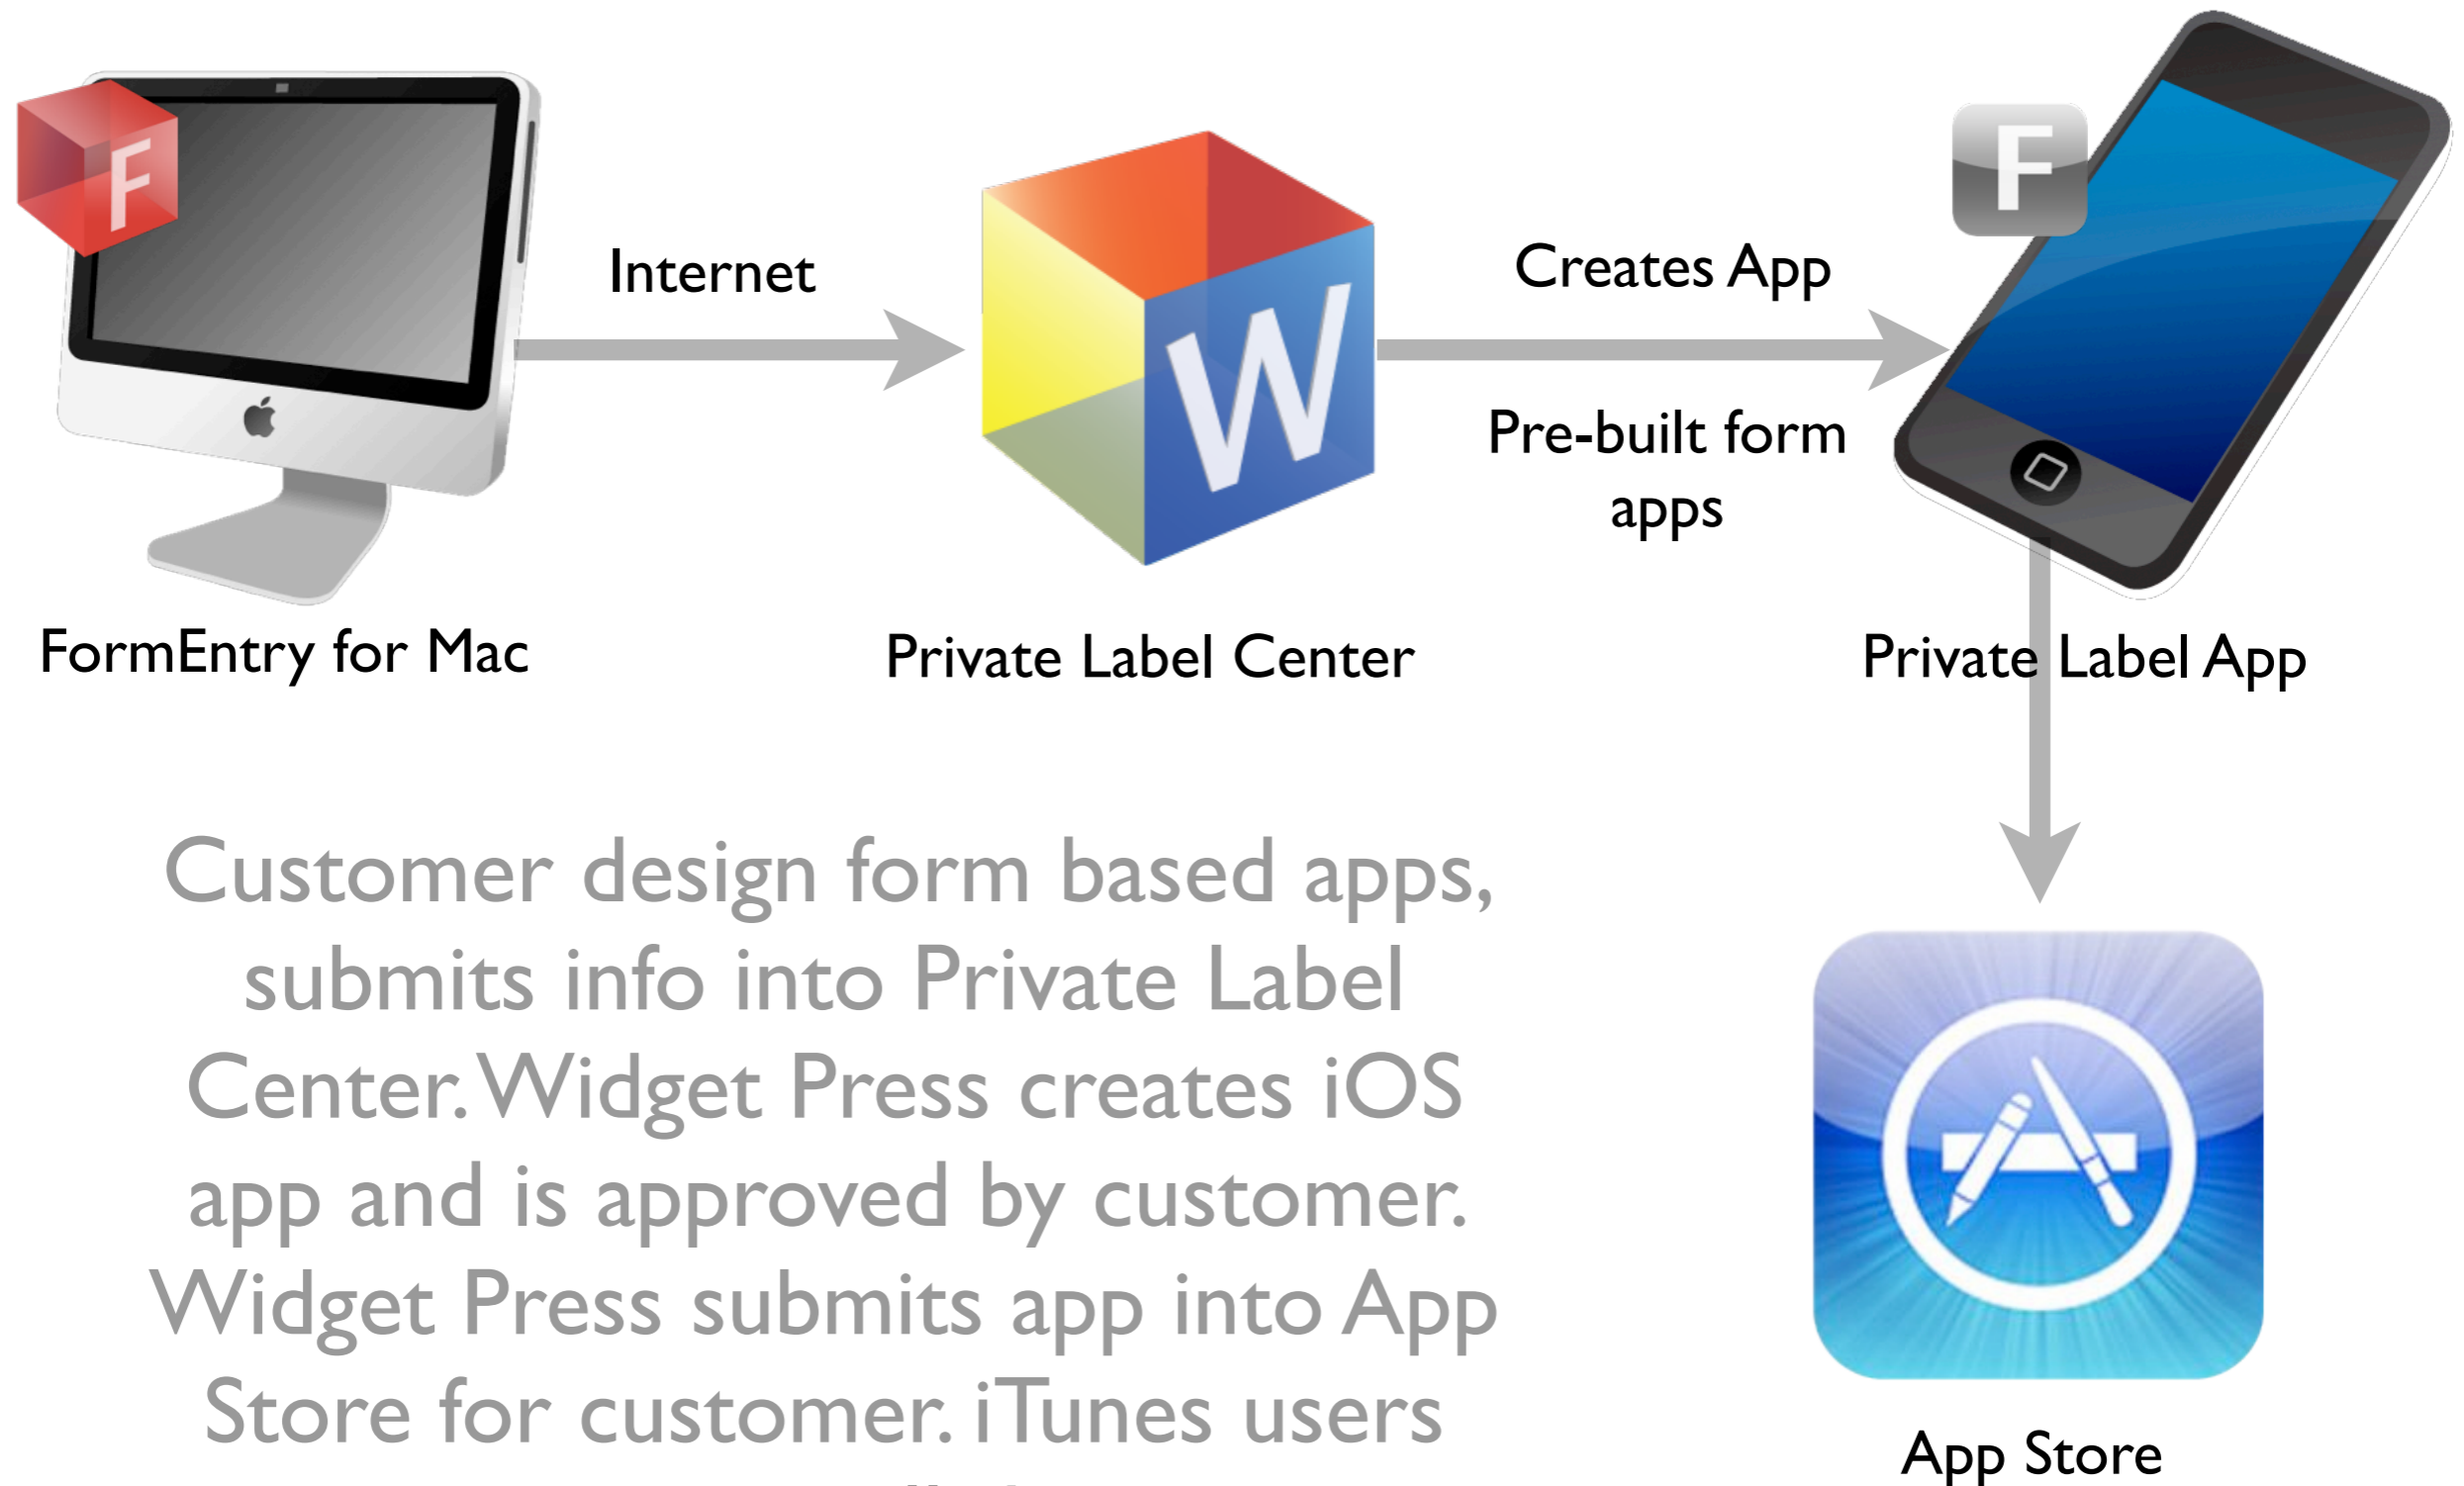 F
F
W
Internet
Creates App
Pre-built form
apps
FormEntry for Mac
Private Label Center
Private Label App
Customer design form based apps,
submits info into Private Label
Center. Widget Press creates iOS
app and is approved by customer.
Widget Press submits app into App
Store for customer. iTunes users
App Store